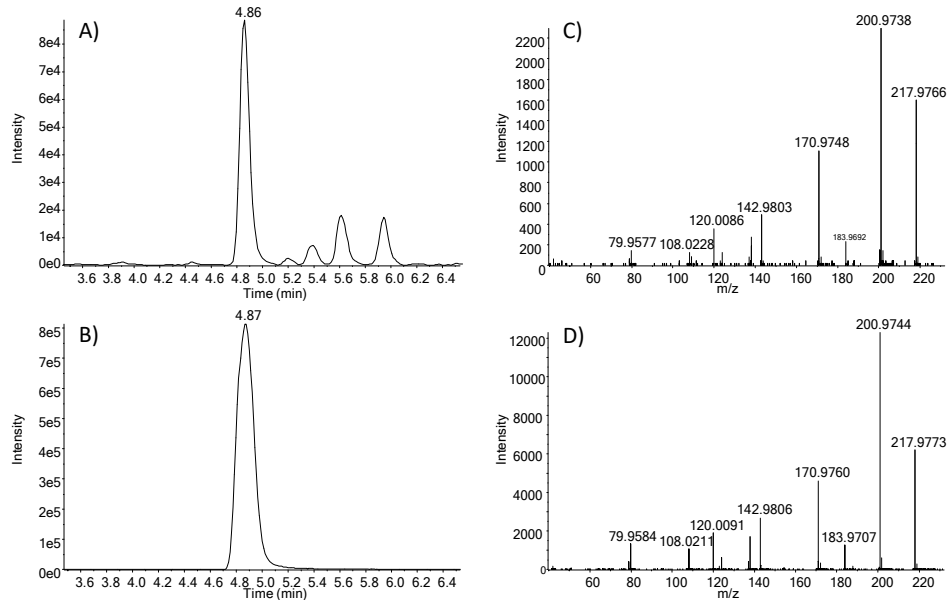 A)
4.86
Intensity
8e4
7e4
6e4
5e4
4e4
3e4
2e4
1e4
0e0
3.6 3.8 4.0 4.2 4.4 4.6 4.8 5.0 5.2 5.4 5.6 5.8 6.0 6.2 6.4
Time (min)
C)
200.9738
217.9766
170.9748
142.9803
120.0086
183.9692
79.9577
108.0228
Intensity
2200
2000
1800
1600
1400
1200
1000
800
600
400
200
0
60 80 100 120 140 160 180 200 220
m/z
B)
4.87
Intensity
8e5
7e5
6e5
5e5
4e5
3e5
2e5
1e5
0e0
3.6 3.8 4.0 4.2 4.4 4.6 4.8 5.0 5.2 5.4 5.6 5.8 6.0 6.2 6.4
Time (min)
D)
200.9744
217.9773
170.9760
142.9806
120.0091
183.9707
79.9584
108.0211
Intensity
12000
10000
8000
6000
4000
2000
0
60 80 100 120 140 160 180 200 220
m/z